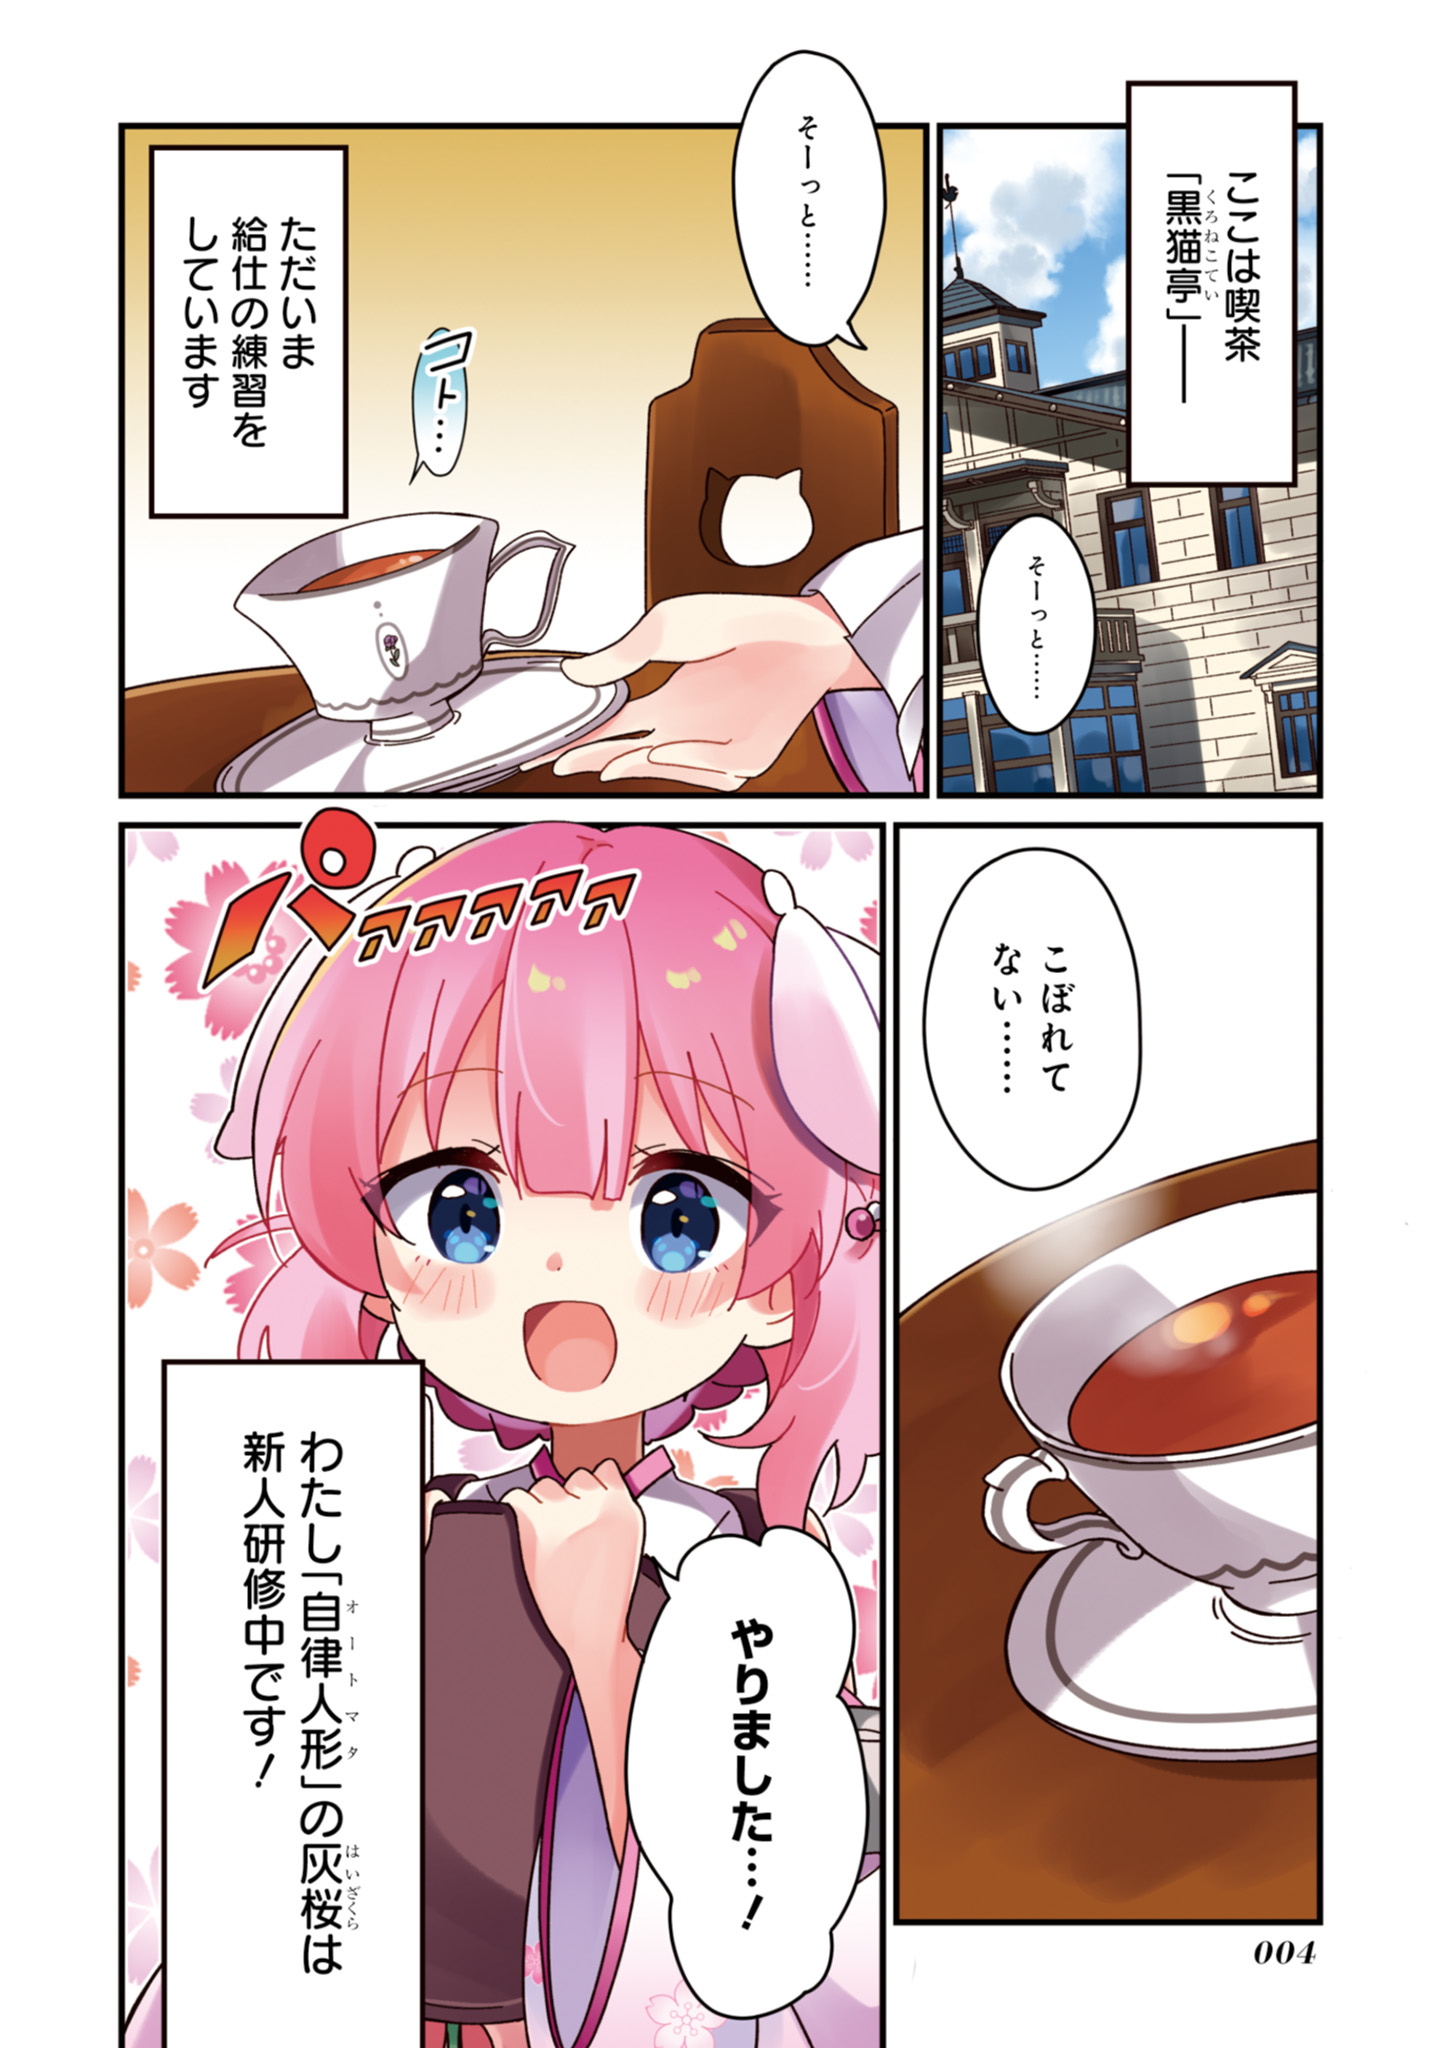 ここは喫茶
「黒猫亭」――
くろねこてい
そーっと……
そーっと……
コト…
ただいま
給仕の練習を
しています
こぼれて
ない……
パァァァァァ
やりました…！
わたし「自律人形」の灰桜は
オートマタ
はいざくら
新人研修中です！
004